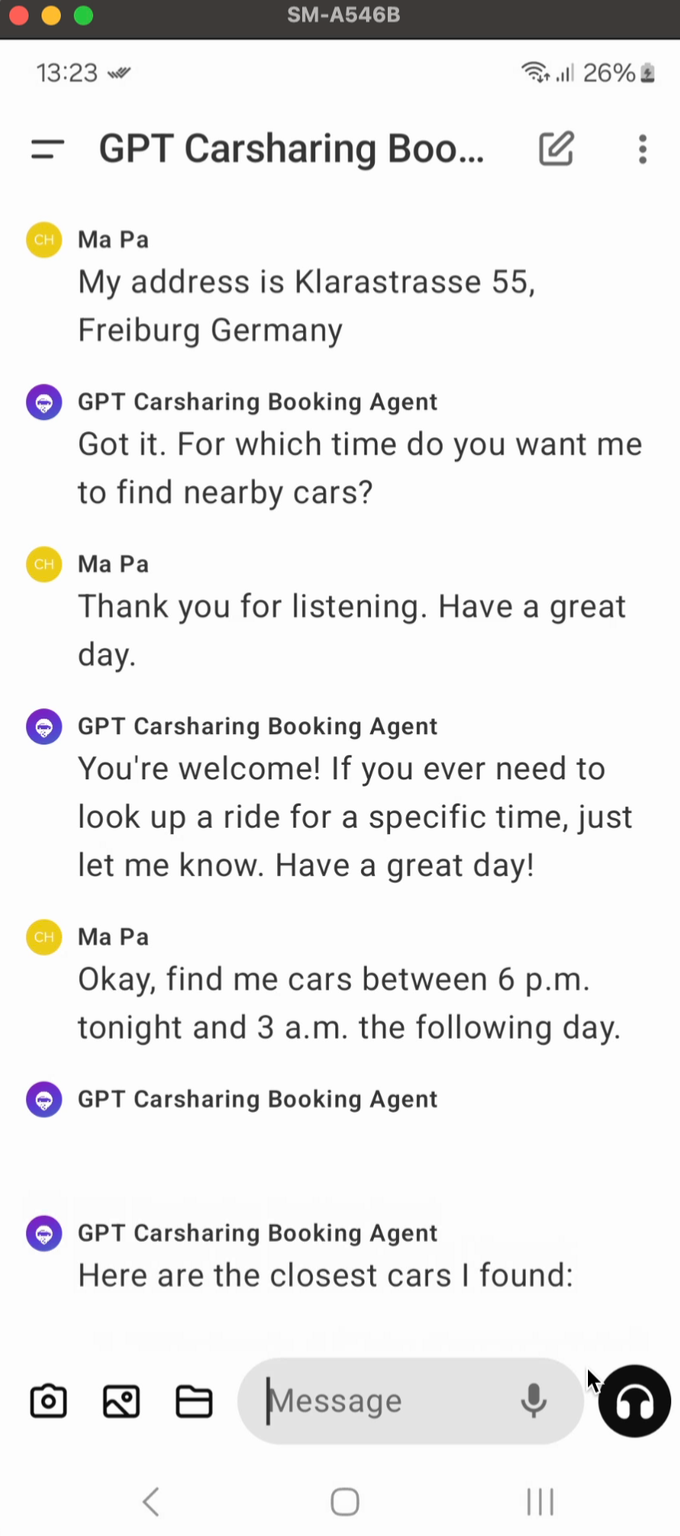 SM-A546B
13:23
26%
GPT Carsharing Boo...
CH Ma Pa
My address is Klarastrasse 55,
Freiburg Germany
GPT Carsharing Booking Agent
Got it. For which time do you want me
to find nearby cars?
CH Ma Pa
Thank you for listening. Have a great
day.
GPT Carsharing Booking Agent
You're welcome! If you ever need to
look up a ride for a specific time, just
let me know. Have a great day!
CH Ma Pa
Okay, find me cars between 6 p.m.
tonight and 3 a.m. the following day.
GPT Carsharing Booking Agent
GPT Carsharing Booking Agent
Here are the closest cars I found:
Message